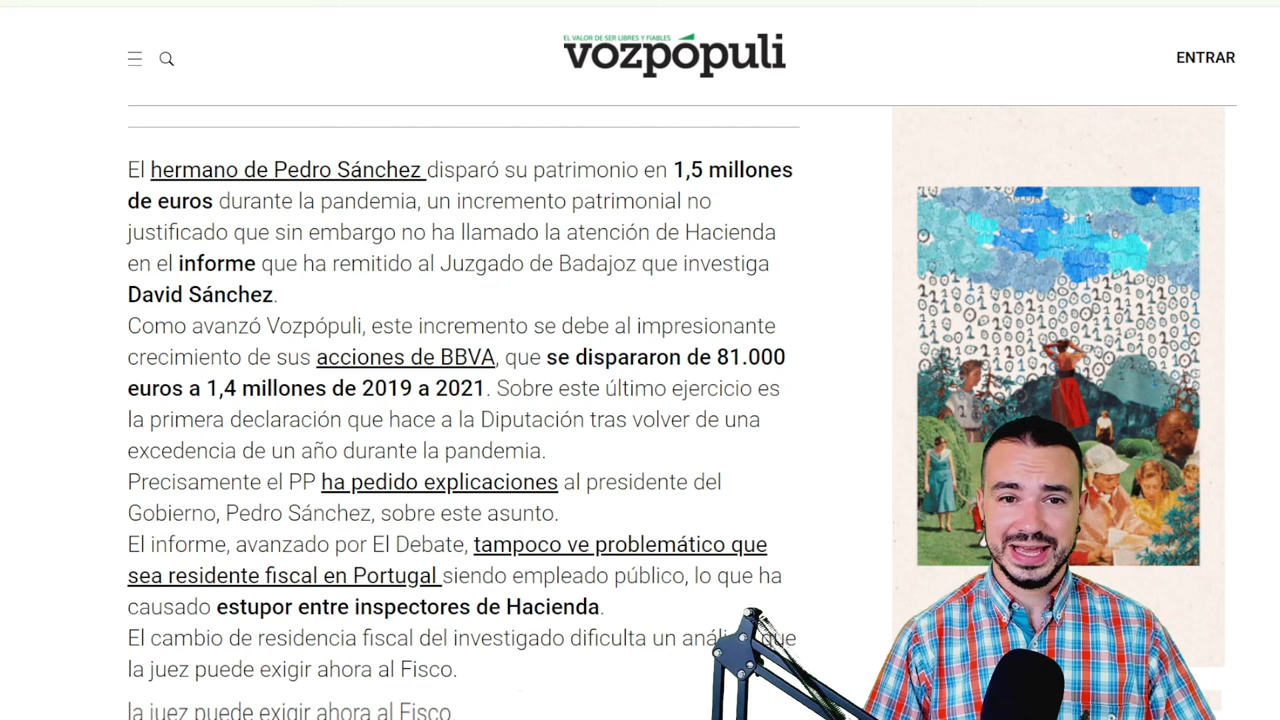 EL VALOR DE SER LIBRES Y FIABLES
vozpópuli
ENTRAR
El hermano de Pedro Sánchez disparó su patrimonio en 1,5 millones
de euros durante la pandemia, un incremento patrimonial no
justificado que sin embargo no ha llamado la atención de Hacienda
en el informe que ha remitido al Juzgado de Badajoz que investiga
David Sánchez.
Como avanzó Vozpópuli, este incremento se debe al impresionante
crecimiento de sus acciones de BBVA, que se dispararon de 81.000
euros a 1,4 millones de 2019 a 2021. Sobre este último ejercicio es
la primera declaración que hace a la Diputación tras volver de una
excedencia de un año durante la pandemia.
Precisamente el PP ha pedido explicaciones al presidente del
Gobierno, Pedro Sánchez, sobre este asunto.
El informe, avanzado por El Debate, tampoco ve problemático que
sea residente fiscal en Portugal siendo empleado público, lo que ha
causado estupor entre inspectores de Hacienda.
El cambio de residencia fiscal del investigado dificulta un análisis que
la juez puede exigir ahora al Fisco.
la juez puede exigir ahora al Fisco